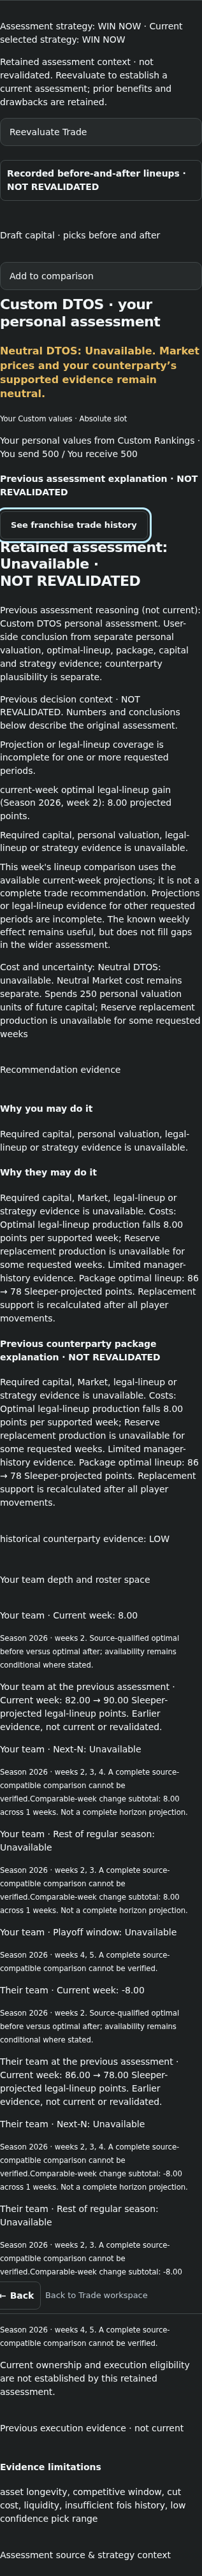 Assessment strategy: WIN NOW · Current
selected strategy: WIN NOW
Retained assessment context · not
revalidated. Reevaluate to establish a
current assessment; prior benefits and
drawbacks are retained.
Reevaluate Trade
Recorded before-and-after lineups ·
NOT REVALIDATED
Draft capital · picks before and after
Add to comparison
Custom DTOS · your
personal assessment
Neutral DTOS: Unavailable. Market
prices and your counterparty’s
supported evidence remain
neutral.
Your Custom values · Absolute slot
Your personal values from Custom Rankings ·
You send 500 / You receive 500
Previous assessment explanation · NOT
REVALIDATED
See franchise trade history
Retained assessment:
Unavailable ·
NOT REVALIDATED
Previous assessment reasoning (not current):
Custom DTOS personal assessment. User-
side conclusion from separate personal
valuation, optimal-lineup, package, capital
and strategy evidence; counterparty
plausibility is separate.
Previous decision context · NOT
REVALIDATED. Numbers and conclusions
below describe the original assessment.
Projection or legal-lineup coverage is
incomplete for one or more requested
periods.
current-week optimal legal-lineup gain
(Season 2026, week 2): 8.00 projected
points.
Required capital, personal valuation, legal-
lineup or strategy evidence is unavailable.
This week's lineup comparison uses the
available current-week projections; it is not a
complete trade recommendation. Projections
or legal-lineup evidence for other requested
periods are incomplete. The known weekly
effect remains useful, but does not fill gaps
in the wider assessment.
Cost and uncertainty: Neutral DTOS:
unavailable. Neutral Market cost remains
separate. Spends 250 personal valuation
units of future capital; Reserve replacement
production is unavailable for some requested
weeks
Recommendation evidence
Why you may do it
Required capital, personal valuation, legal-
lineup or strategy evidence is unavailable.
Why they may do it
Required capital, Market, legal-lineup or
strategy evidence is unavailable. Costs:
Optimal legal-lineup production falls 8.00
points per supported week; Reserve
replacement production is unavailable for
some requested weeks. Limited manager-
history evidence. Package optimal lineup: 86
→ 78 Sleeper-projected points. Replacement
support is recalculated after all player
movements.
Previous counterparty package
explanation · NOT REVALIDATED
Required capital, Market, legal-lineup or
strategy evidence is unavailable. Costs:
Optimal legal-lineup production falls 8.00
points per supported week; Reserve
replacement production is unavailable for
some requested weeks. Limited manager-
history evidence. Package optimal lineup: 86
→ 78 Sleeper-projected points. Replacement
support is recalculated after all player
movements.
historical counterparty evidence: LOW
Your team depth and roster space
Your team · Current week: 8.00
Season 2026 · weeks 2. Source-qualified optimal
before versus optimal after; availability remains
conditional where stated.
Your team at the previous assessment ·
Current week: 82.00 → 90.00 Sleeper-
projected legal-lineup points. Earlier
evidence, not current or revalidated.
Your team · Next-N: Unavailable
Season 2026 · weeks 2, 3, 4. A complete source-
compatible comparison cannot be
verified.Comparable-week change subtotal: 8.00
across 1 weeks. Not a complete horizon projection.
Your team · Rest of regular season:
Unavailable
Season 2026 · weeks 2, 3. A complete source-
compatible comparison cannot be
verified.Comparable-week change subtotal: 8.00
across 1 weeks. Not a complete horizon projection.
Your team · Playoff window: Unavailable
Season 2026 · weeks 4, 5. A complete source-
compatible comparison cannot be verified.
Their team · Current week: -8.00
Season 2026 · weeks 2. Source-qualified optimal
before versus optimal after; availability remains
conditional where stated.
Their team at the previous assessment ·
Current week: 86.00 → 78.00 Sleeper-
projected legal-lineup points. Earlier
evidence, not current or revalidated.
Their team · Next-N: Unavailable
Season 2026 · weeks 2, 3, 4. A complete source-
compatible comparison cannot be
verified.Comparable-week change subtotal: -8.00
across 1 weeks. Not a complete horizon projection.
Their team · Rest of regular season:
Unavailable
Season 2026 · weeks 2, 3. A complete source-
compatible comparison cannot be
verified.Comparable-week change subtotal: -8.00
← Back Back to Trade workspace
Season 2026 · weeks 4, 5. A complete source-
compatible comparison cannot be verified.
Current ownership and execution eligibility
are not established by this retained
assessment.
Previous execution evidence · not current
Evidence limitations
asset longevity, competitive window, cut
cost, liquidity, insufficient fois history, low
confidence pick range
Assessment source & strategy context